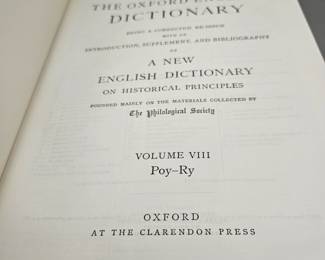 THE OXFORD
DICTIONARY
BEING A CORRECTED RE-ISSUE
WITH AN
INTRODUCTION, SUPPLEMENT, AND BIBLIOGRAPHY
OF
A NEW
ENGLISH DICTIONARY
ON HISTORICAL PRINCIPLES
FOUNDED MAINLY ON THE MATERIALS COLLECTED BY
The Philological Society
VOLUME VIII
Poy–Ry
OXFORD
AT THE CLARENDON PRESS